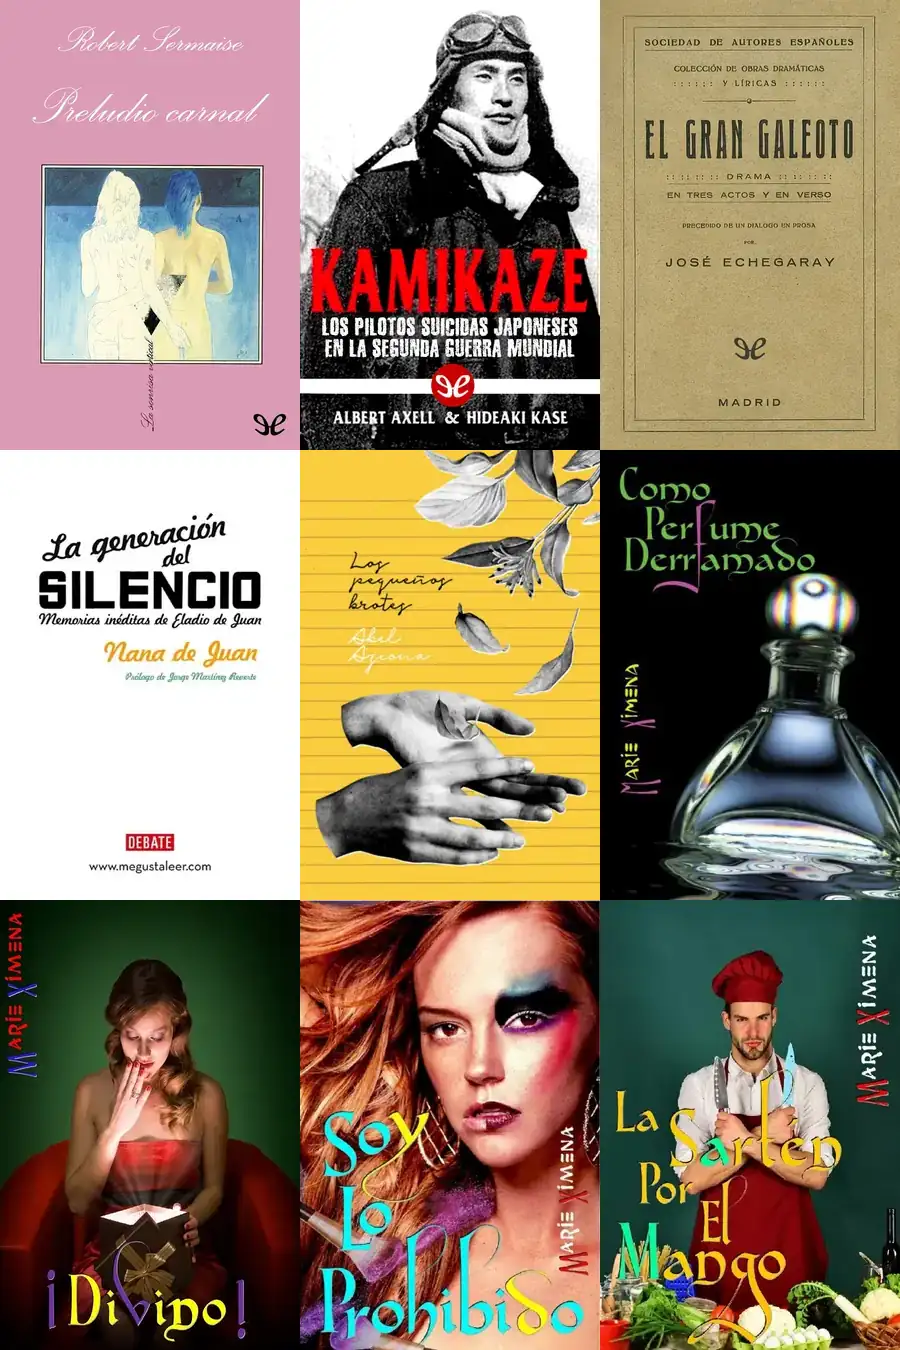 Robert Sermaise
Preludio carnal
La sonrisa vertical
KAMIKAZE
LOS PILOTOS SUICIDAS JAPONESES
EN LA SEGUNDA GUERRA MUNDIAL
ALBERT AXELL & HIDEAKI KASE
SOCIEDAD DE AUTORES ESPAÑOLES
COLECCIÓN DE OBRAS DRAMÁTICAS
Y LÍRICAS
EL GRAN GALEOTO
DRAMA
EN TRES ACTOS Y EN VERSO
PRECEDIDO DE UN DIÁLOGO EN PROSA
POR
JOSÉ ECHEGARAY
MADRID
La generación
del
SILENCIO
Memorias inéditas de Eladio de Juan
Nana de Juan
Prólogo de Jorge Martínez Reverte
DEBATE
www.megustaleer.com
Los
pequeños
brotes
Abel
Azcona
Como
Perfume
Derramado
Marie Ximena
Marie Ximena
¡Divino!
Soy
Lo
Prohibido
Marie Ximena
La
Sartén
Por
El
Mango
Marie Ximena